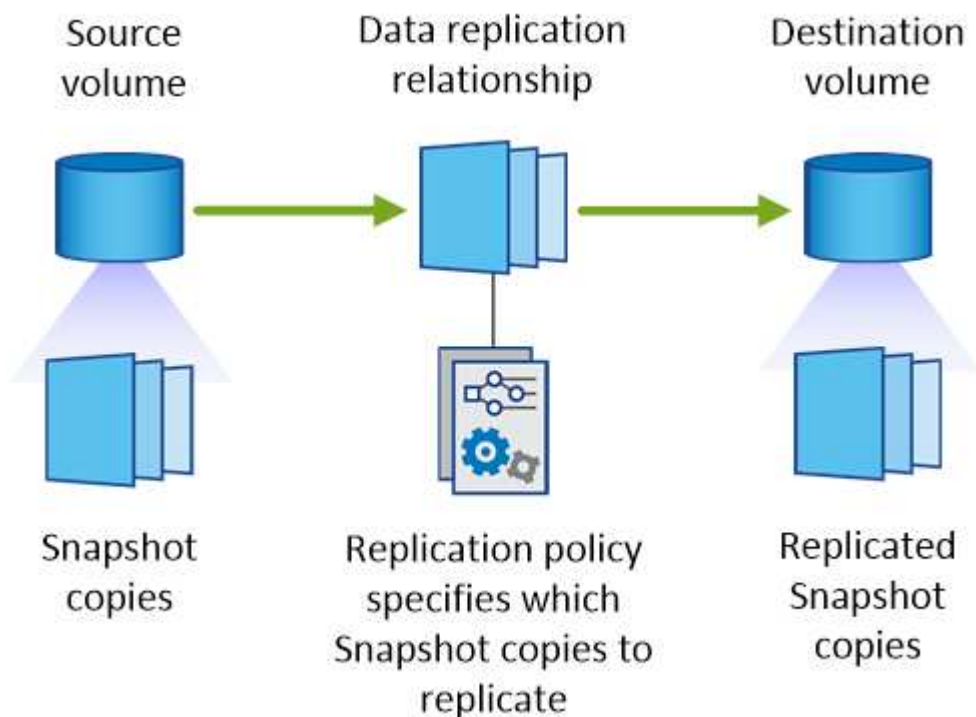 Source
volume
Data replication
relationship
Destination
volume
Snapshot
copies
Replication policy
specifies which
Snapshot copies to
replicate
Replicated
Snapshot
copies